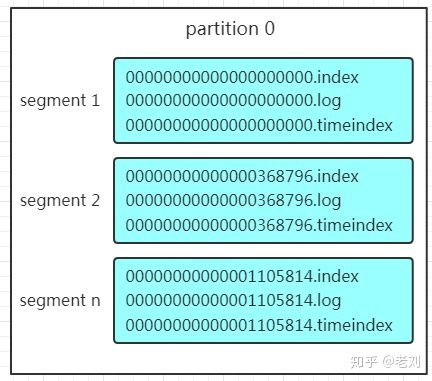 partition 0
segment 1
00000000000000000000.index
00000000000000000000.log
00000000000000000000.timeindex
segment 2
00000000000000368796.index
00000000000000368796.log
00000000000000368796.timeindex
segment n
00000000000001105814.index
00000000000001105814.log
00000000000001105814.timeindex
知乎 @老刘